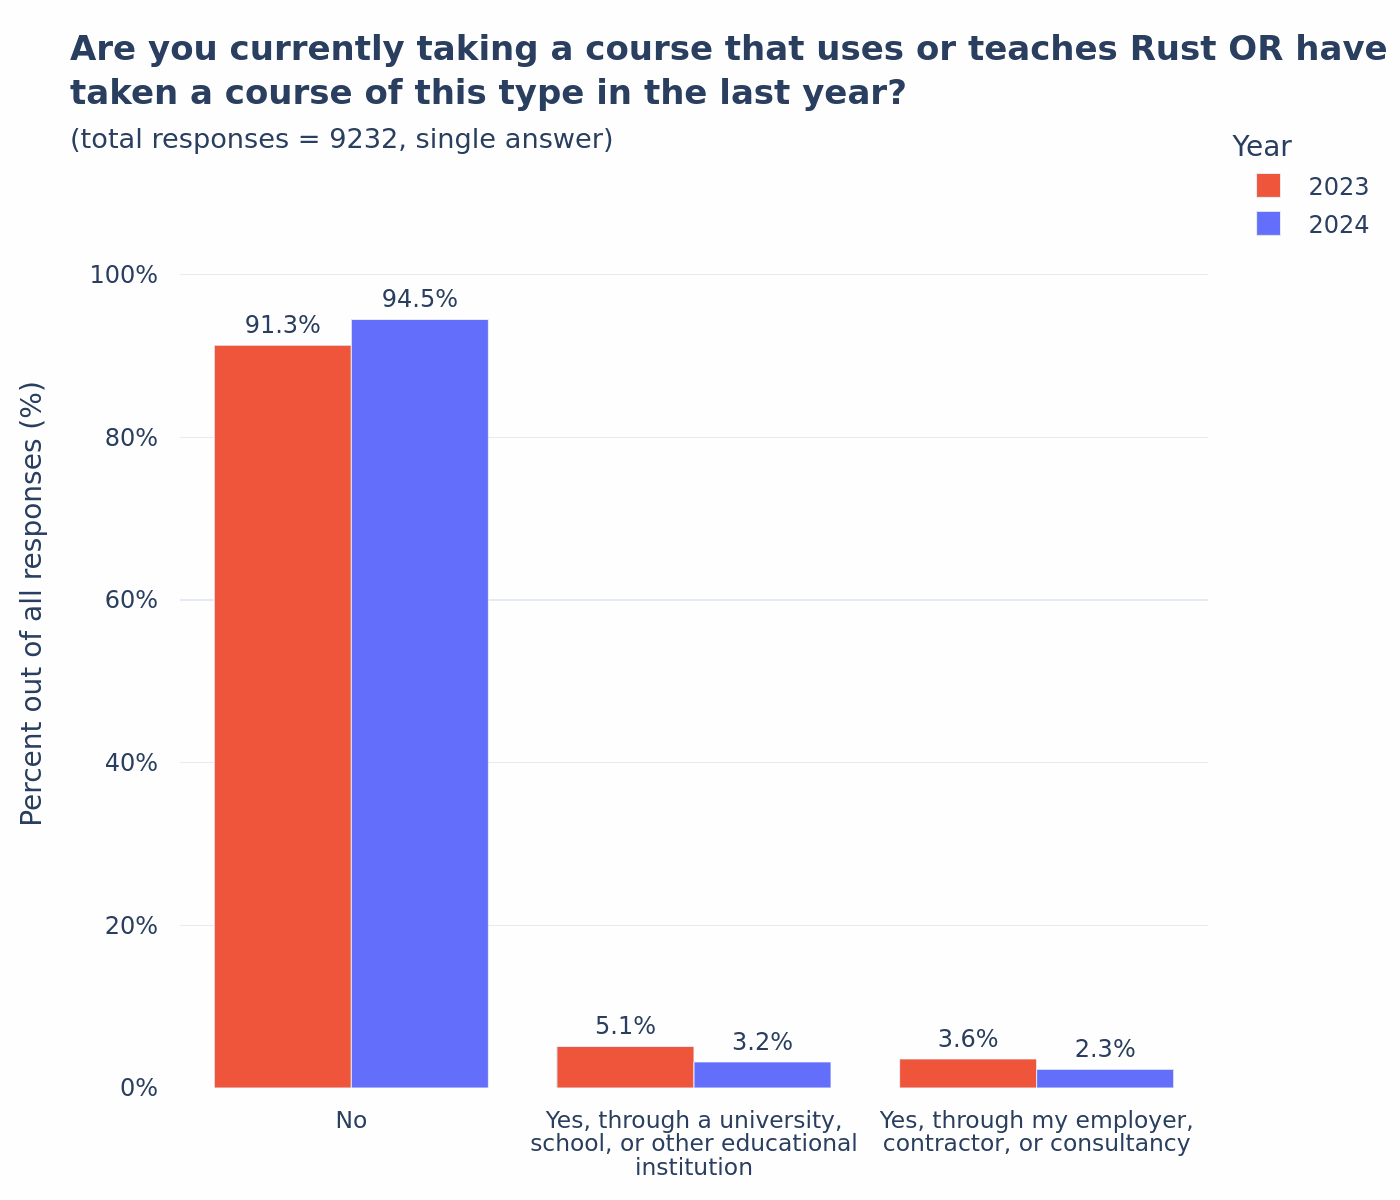 Are you currently taking a course that uses or teaches Rust OR have
taken a course of this type in the last year?
(total responses = 9232, single answer)
Year
2023
2024
Percent out of all responses (%)
100%
80%
60%
40%
20%
0%
91.3%
94.5%
5.1%
3.2%
3.6%
2.3%
No
Yes, through a university,
school, or other educational
institution
Yes, through my employer,
contractor, or consultancy